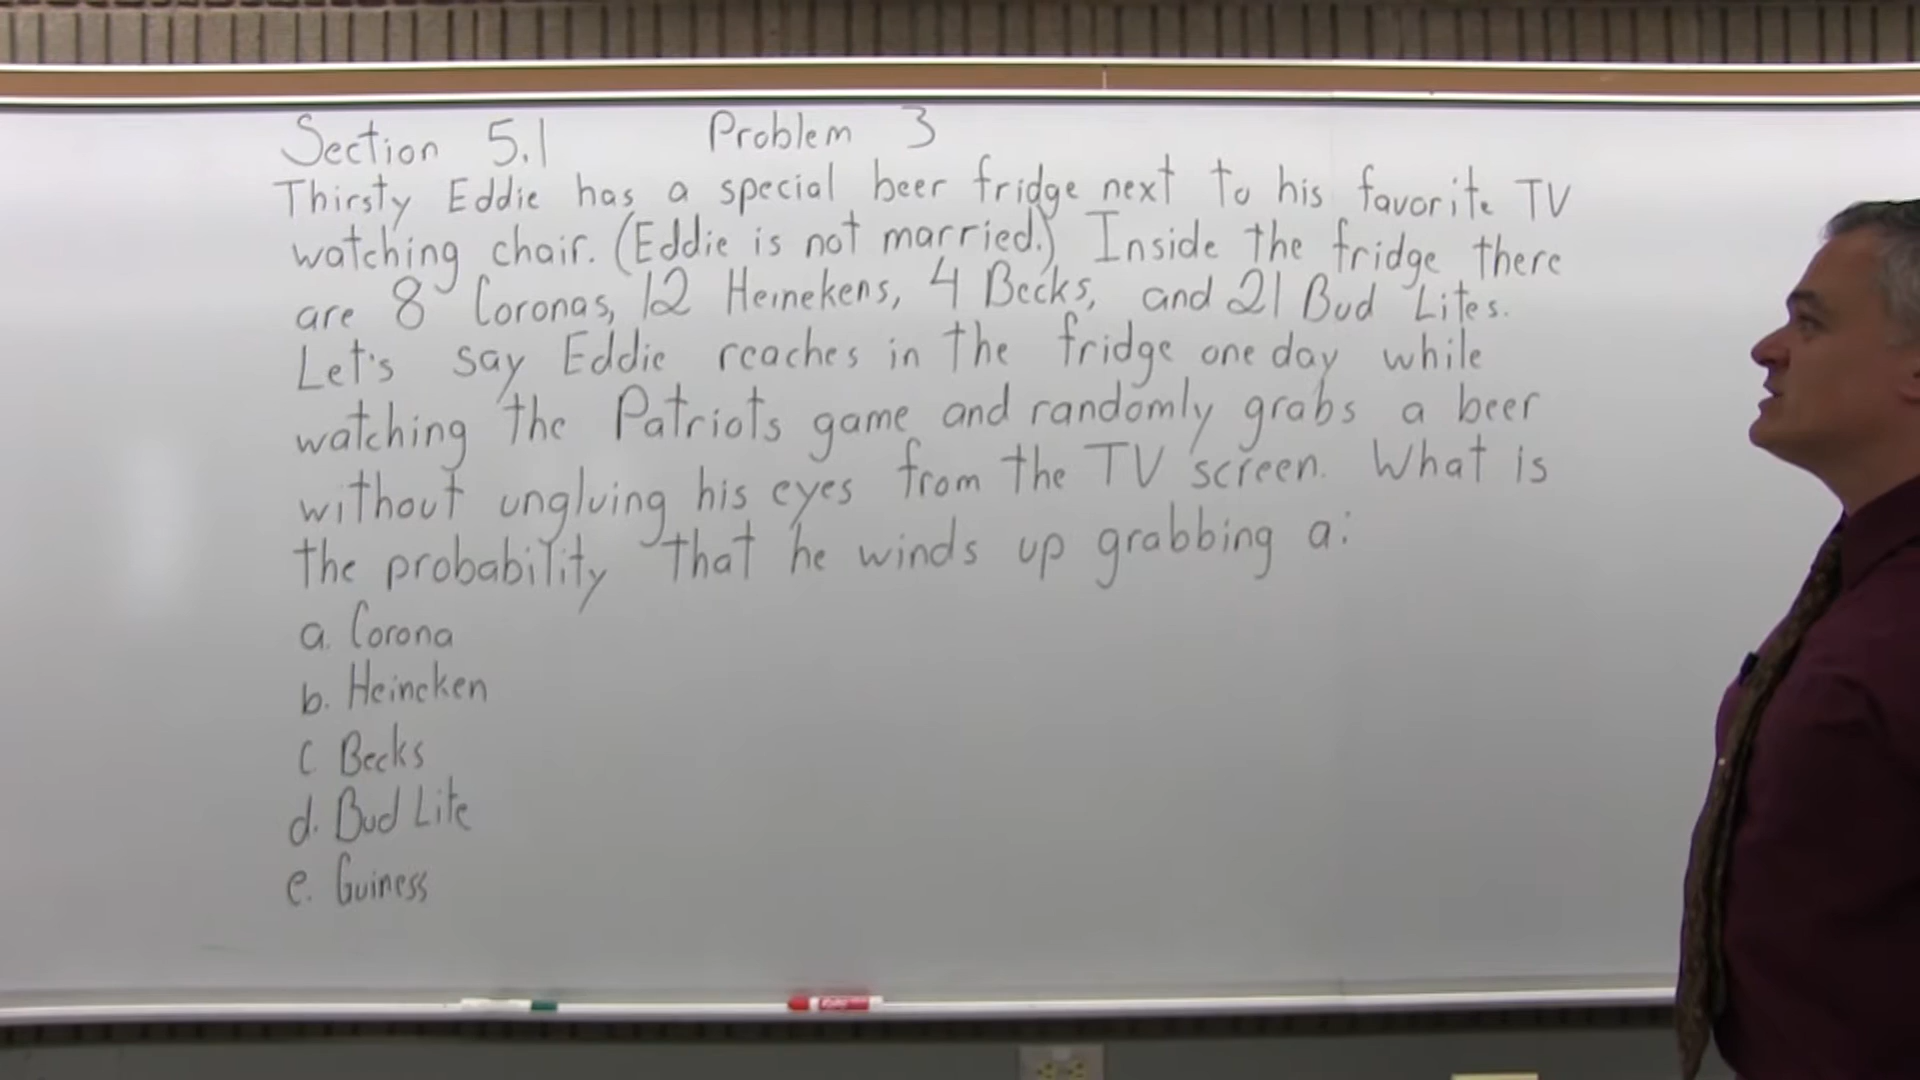 Section 5.1 Problem 3
Thirsty Eddie has a special beer fridge next to his favorite TV
watching chair. (Eddie is not married.) Inside the fridge there
are 8 Coronas, 12 Heinekens, 4 Becks, and 21 Bud Lites.
Let's say Eddie reaches in the fridge one day while
watching the Patriots game and randomly grabs a beer
without ungluing his eyes from the TV screen. What is
the probability that he winds up grabbing a:
a. Corona
b. Heineken
c Becks
d. Bud Lite
e. Guiness